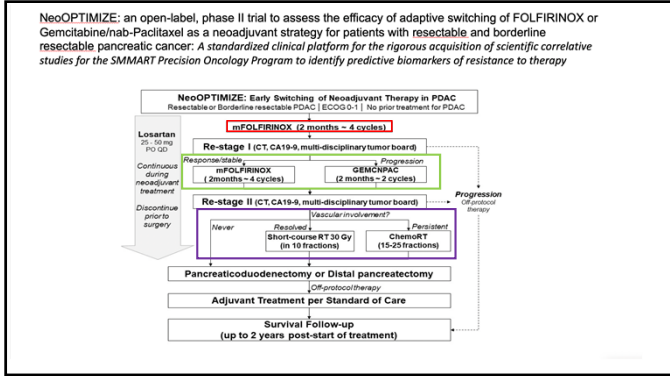 NeoOPTIMIZE: an open-label, phase II trial to assess the efficacy of adaptive switching of FOLFIRINOX or
Gemcitabine/nab-Paclitaxel as a neoadjuvant strategy for patients with resectable and borderline
resectable pancreatic cancer: A standardized clinical platform for the rigorous acquisition of scientific correlative
studies for the SMMART Precision Oncology Program to identify predictive biomarkers of resistance to therapy
NeoOPTIMIZE: Early Switching of Neoadjuvant Therapy in PDAC
Resectable or Borderline resectable PDAC | ECOG 0-1 | No prior treatment for PDAC
Losartan
25 - 50 mg
PO QD
Continuous
during
neoadjuvant
treatment
Discontinue
prior to
surgery
mFOLFIRINOX (2 months ~ 4 cycles)
Re-stage I (CT, CA19-9, multi-disciplinary tumor board)
Response/stable
Progression
mFOLFIRINOX
( 2months ~ 4 cycles)
GEMCNPAC
(2 months ~ 2 cycles)
Re-stage II (CT, CA19-9, multi-disciplinary tumor board)
Progression
Off-protocol
therapy
Vascular involvement?
Never
Resolved
Persistent
Short-course RT 30 Gy
(in 10 fractions)
ChemoRT
(15-25 fractions)
Pancreaticoduodenectomy or Distal pancreatectomy
Off-protocol therapy
Adjuvant Treatment per Standard of Care
Survival Follow-up
(up to 2 years post-start of treatment)